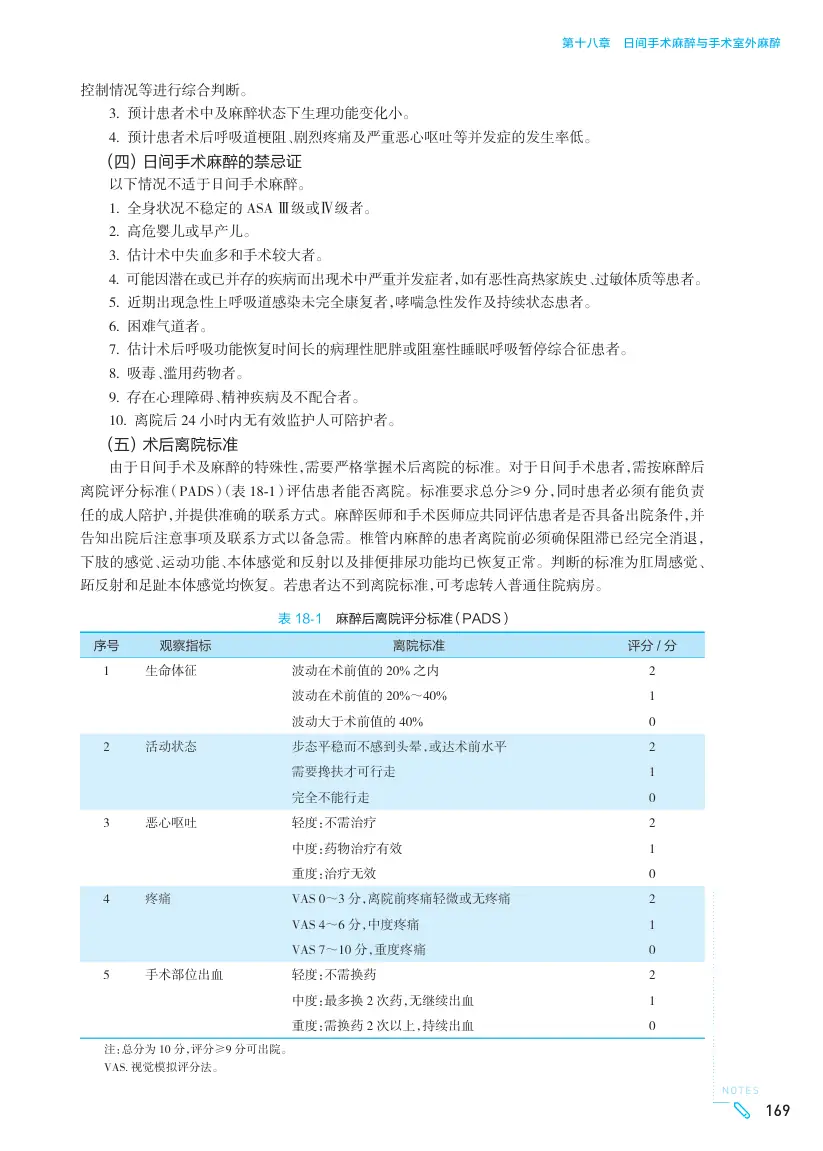 第十八章 日间手术麻醉与手术室外麻醉
控制情况等进行综合判断。
3. 预计患者术中及麻醉状态下生理功能变化小。
4. 预计患者术后呼吸道梗阻、剧烈疼痛及严重恶心呕吐等并发症的发生率低。
（四）日间手术麻醉的禁忌证
以下情况不适于日间手术麻醉。
1. 全身状况不稳定的 ASA Ⅲ级或Ⅳ级者。
2. 高危婴儿或早产儿。
3. 估计术中失血多和手术较大者。
4. 可能因潜在或已并存的疾病而出现术中严重并发症者，如有恶性高热家族史、过敏体质等患者。
5. 近期出现急性上呼吸道感染未完全康复者，哮喘急性发作及持续状态患者。
6. 困难气道者。
7. 估计术后呼吸功能恢复时间长的病理性肥胖或阻塞性睡眠呼吸暂停综合征患者。
8. 吸毒、滥用药物者。
9. 存在心理障碍、精神疾病及不配合者。
10. 离院后 24 小时内无有效监护人可陪护者。
（五）术后离院标准
由于日间手术及麻醉的特殊性，需要严格掌握术后离院的标准。对于日间手术患者，需按麻醉后
离院评分标准（PADS）（表 18-1）评估患者能否离院。标准要求总分≥9 分，同时患者必须有能负责
任的成人陪护，并提供准确的联系方式。麻醉医师和手术医师应共同评估患者是否具备出院条件，并
告知出院后注意事项及联系方式以备急需。椎管内麻醉的患者离院前必须确保阻滞已经完全消退，
下肢的感觉、运动功能、本体感觉和反射以及排便排尿功能均已恢复正常。判断的标准为肛周感觉、
跖反射和足趾本体感觉均恢复。若患者达不到离院标准，可考虑转入普通住院病房。
表 18-1 麻醉后离院评分标准（PADS）
序号 观察指标 离院标准 评分 / 分
1 生命体征 波动在术前值的 20% 之内 2
波动在术前值的 20%～40% 1
波动大于术前值的 40% 0
2 活动状态 步态平稳而不感到头晕，或达术前水平 2
需要搀扶才可行走 1
完全不能行走 0
3 恶心呕吐 轻度：不需治疗 2
中度：药物治疗有效 1
重度：治疗无效 0
4 疼痛 VAS 0～3 分，离院前疼痛轻微或无疼痛 2
VAS 4～6 分，中度疼痛 1
VAS 7～10 分，重度疼痛 0
5 手术部位出血 轻度：不需换药 2
中度：最多换 2 次药，无继续出血 1
重度：需换药 2 次以上，持续出血 0
注：总分为 10 分，评分≥9 分可出院。
VAS. 视觉模拟评分法。
NOTES
169